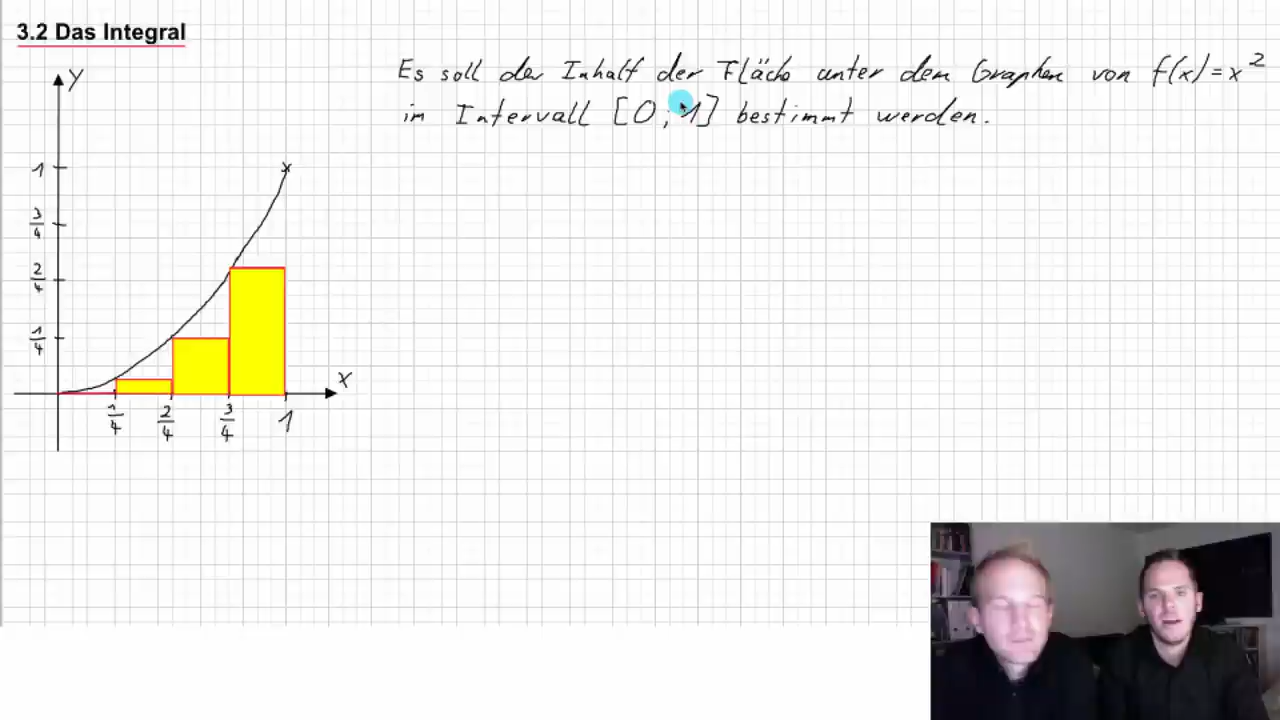 3.2 Das Integral
Es soll der Inhalt der Fläche unter dem Graphen von f(x)=x²
im Intervall [0;1] bestimmt werden.
y
1
3/4
2/4
1/4
x
1/4 2/4 3/4 1